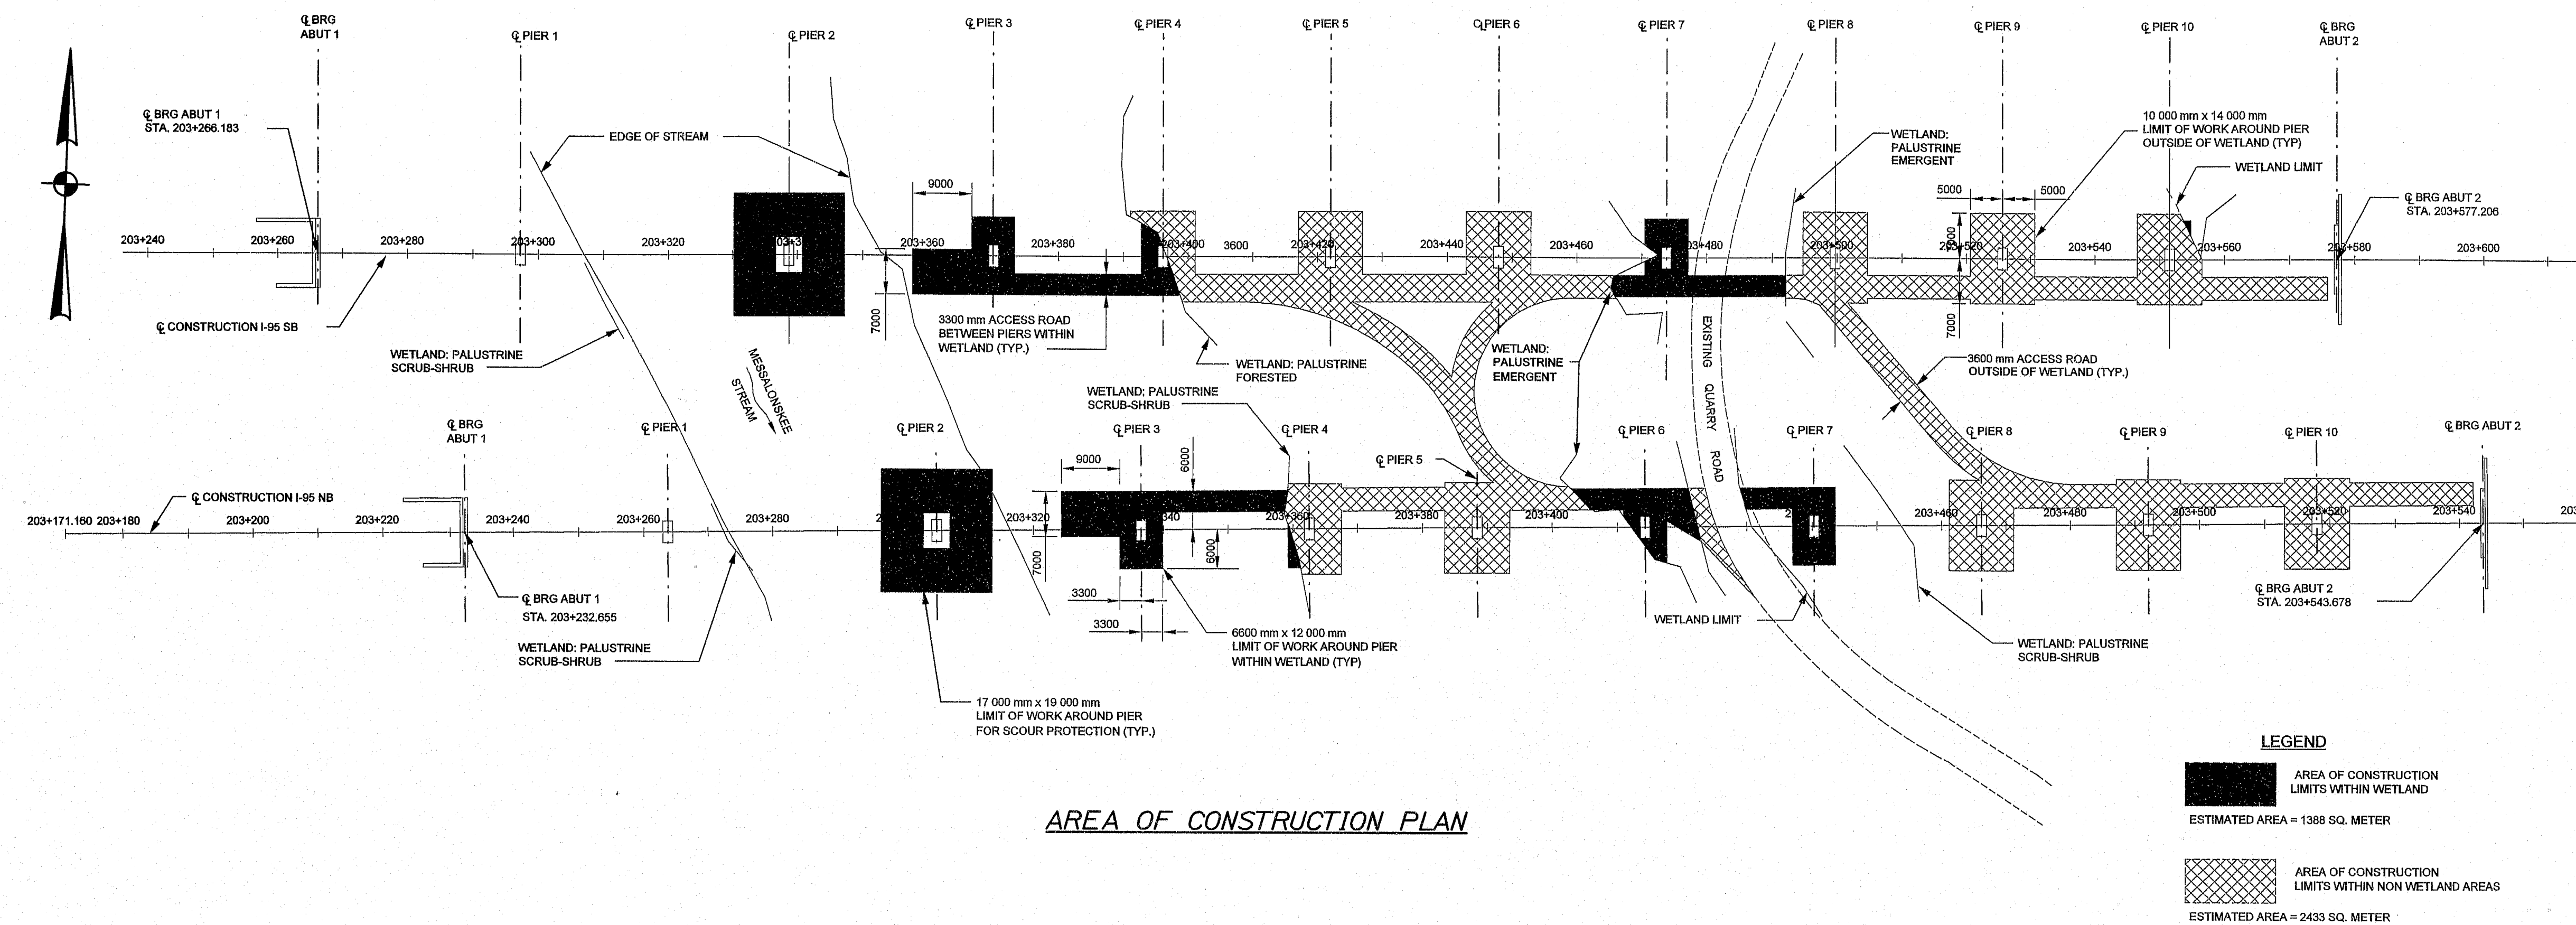 ℄ BRG
ABUT 1
℄ PIER 1
℄ PIER 2
℄ PIER 3
℄ PIER 4
℄ PIER 5
℄ PIER 6
℄ PIER 7
℄ PIER 8
℄ PIER 9
℄ PIER 10
℄ BRG
ABUT 2
℄ BRG ABUT 1
STA. 203+266.183
EDGE OF STREAM
9000
WETLAND:
PALUSTRINE
EMERGENT
10 000 mm x 14 000 mm
LIMIT OF WORK AROUND PIER
OUTSIDE OF WETLAND (TYP)
WETLAND LIMIT
5000
5000
℄ BRG ABUT 2
STA. 203+577.206
203+240
203+260
203+280
203+300
203+320
203+360
203+380
203+400
3600
203+420
203+440
203+460
203+480
203+500
203+520
203+540
203+560
203+580
203+600
7000
7000
℄ CONSTRUCTION I-95 SB
3300 mm ACCESS ROAD
BETWEEN PIERS WITHIN
WETLAND (TYP.)
WETLAND: PALUSTRINE
SCRUB-SHRUB
MESSALONSKEE
STREAM
WETLAND: PALUSTRINE
FORESTED
WETLAND:
PALUSTRINE
EMERGENT
EXISTING QUARRY ROAD
3600 mm ACCESS ROAD
OUTSIDE OF WETLAND (TYP.)
WETLAND: PALUSTRINE
SCRUB-SHRUB
℄ BRG
ABUT 1
℄ PIER 1
℄ PIER 2
℄ PIER 3
℄ PIER 4
℄ PIER 5
℄ PIER 6
℄ PIER 7
℄ PIER 8
℄ PIER 9
℄ PIER 10
℄ BRG ABUT 2
9000
6000
℄ CONSTRUCTION I-95 NB
203+171.160
203+180
203+200
203+220
203+240
203+260
203+280
203+320
203+360
203+380
203+400
203+460
203+480
203+500
203+520
203+540
7000
6000
3300
3300
℄ BRG ABUT 1
STA. 203+232.655
WETLAND: PALUSTRINE
SCRUB-SHRUB
6600 mm x 12 000 mm
LIMIT OF WORK AROUND PIER
WITHIN WETLAND (TYP)
WETLAND LIMIT
WETLAND: PALUSTRINE
SCRUB-SHRUB
℄ BRG ABUT 2
STA. 203+543.678
17 000 mm x 19 000 mm
LIMIT OF WORK AROUND PIER
FOR SCOUR PROTECTION (TYP.)
AREA OF CONSTRUCTION PLAN
LEGEND
AREA OF CONSTRUCTION
LIMITS WITHIN WETLAND
ESTIMATED AREA = 1388 SQ. METER
AREA OF CONSTRUCTION
LIMITS WITHIN NON WETLAND AREAS
ESTIMATED AREA = 2433 SQ. METER